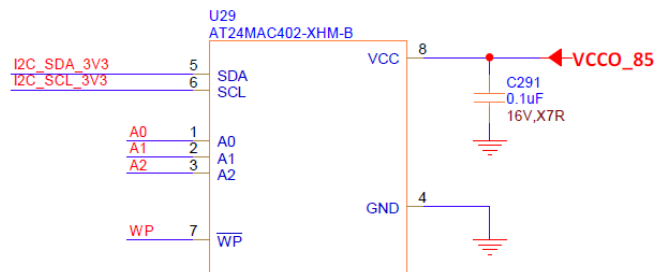 U29
AT24MAC402-XHM-B
I2C_SDA_3V3 5 SDA
I2C_SCL_3V3 6 SCL
VCC 8 VCCO_85
C291
0.1uF
16V,X7R
A0 1 A0
A1 2 A1
A2 3 A2
GND 4
WP 7 WP